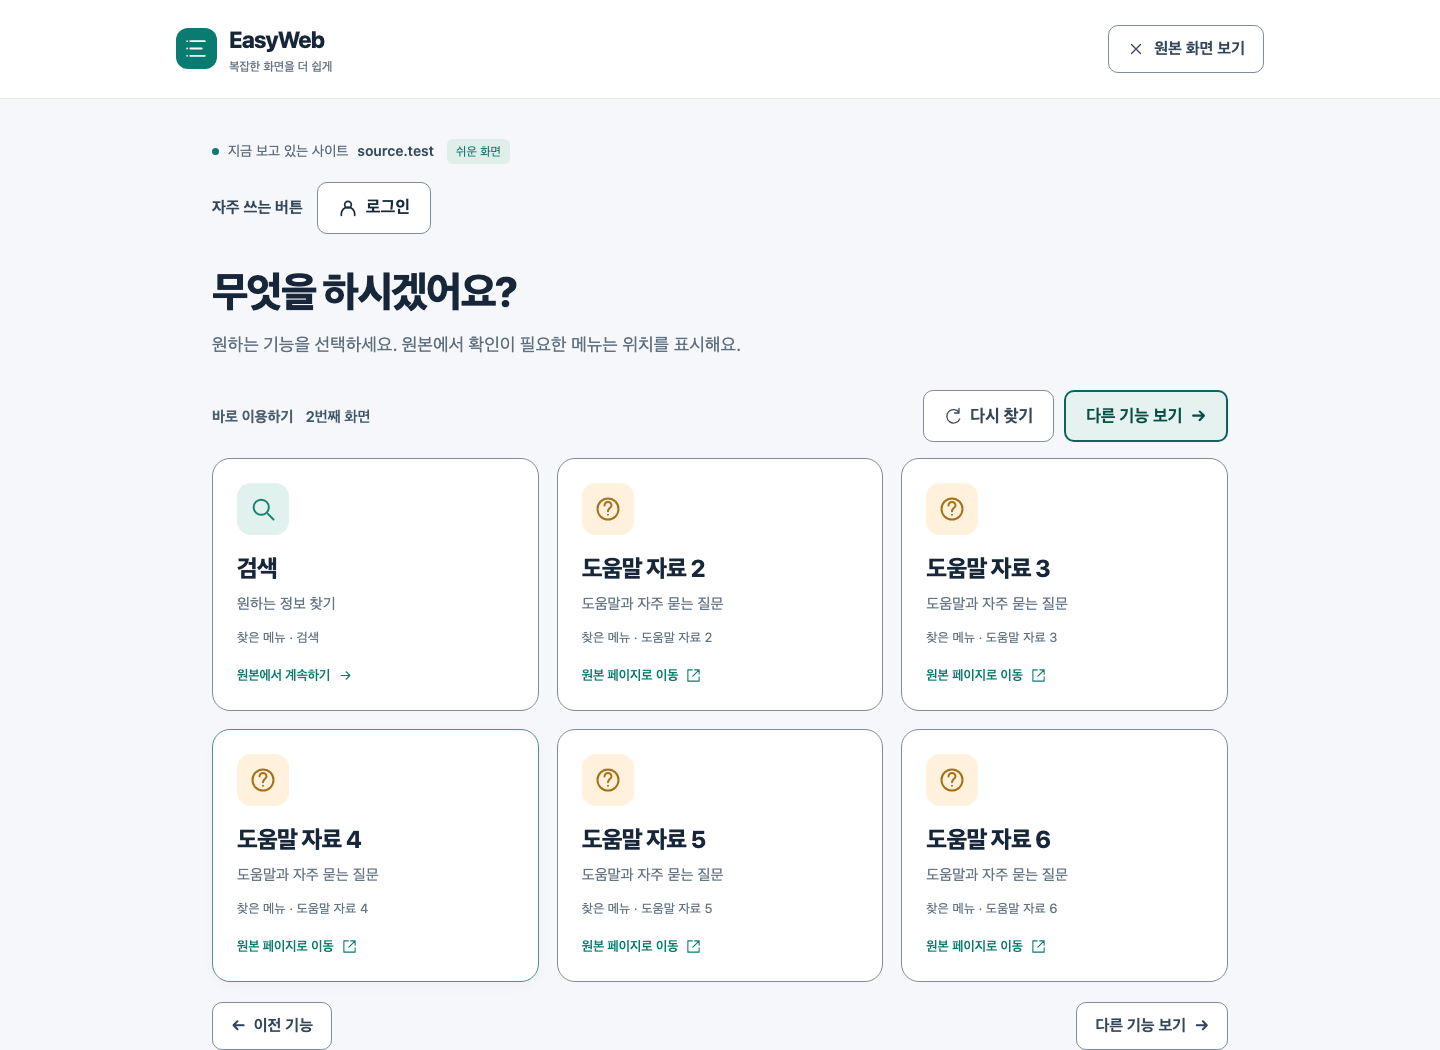 EasyWeb
복잡한 화면을 더 쉽게
원본 화면 보기
지금 보고 있는 사이트 source.test 쉬운 화면
자주 쓰는 버튼 로그인
무엇을 하시겠어요?
원하는 기능을 선택하세요. 원본에서 확인이 필요한 메뉴는 위치를 표시해요.
바로 이용하기 2번째 화면
다시 찾기
다른 기능 보기 →
검색
원하는 정보 찾기
찾은 메뉴 · 검색
원본에서 계속하기 →
도움말 자료 2
도움말과 자주 묻는 질문
찾은 메뉴 · 도움말 자료 2
원본 페이지로 이동
도움말 자료 3
도움말과 자주 묻는 질문
찾은 메뉴 · 도움말 자료 3
원본 페이지로 이동
도움말 자료 4
도움말과 자주 묻는 질문
찾은 메뉴 · 도움말 자료 4
원본 페이지로 이동
도움말 자료 5
도움말과 자주 묻는 질문
찾은 메뉴 · 도움말 자료 5
원본 페이지로 이동
도움말 자료 6
도움말과 자주 묻는 질문
찾은 메뉴 · 도움말 자료 6
원본 페이지로 이동
← 이전 기능
다른 기능 보기 →